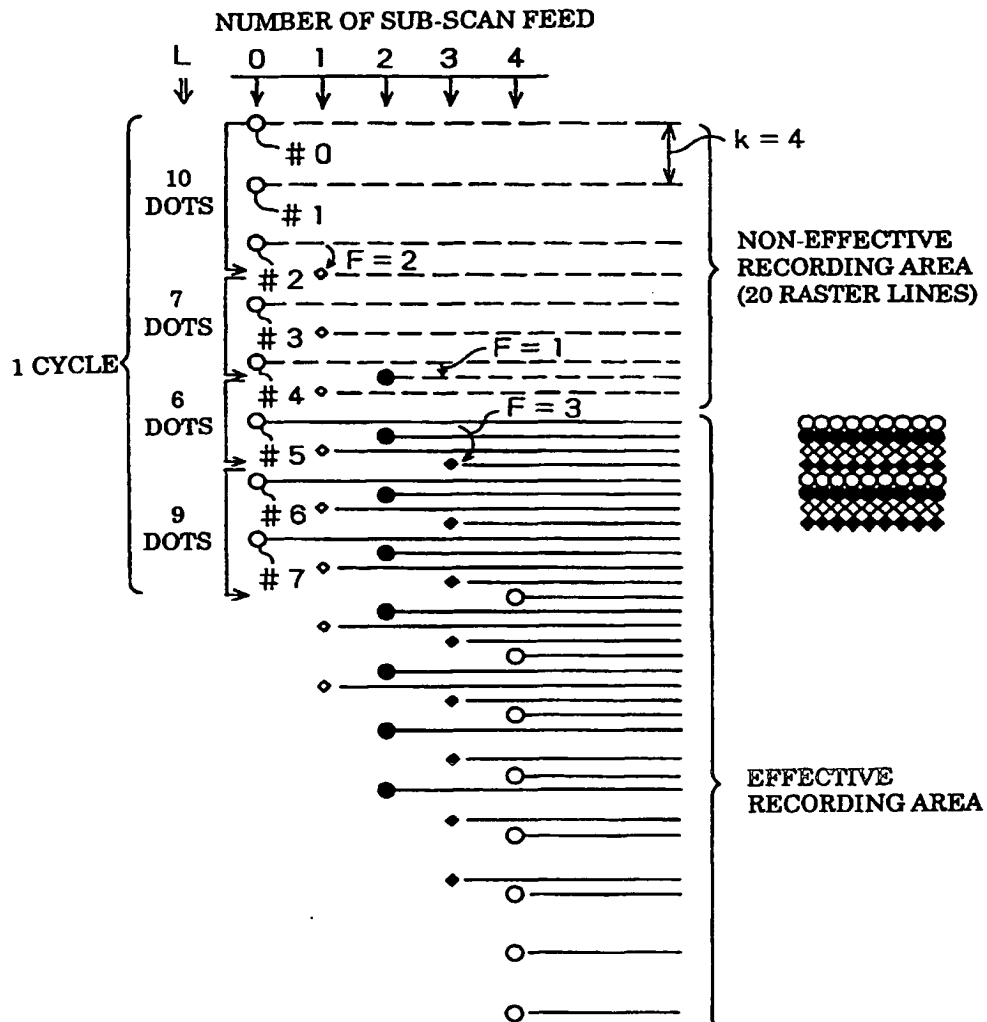 NUMBER OF SUB-SCAN FEED
L 0 1 2 3 4
# 0
k = 4
10
DOTS
# 1
NON-EFFECTIVE
RECORDING AREA
(20 RASTER LINES)
# 2
F = 2
7
DOTS
# 3
1 CYCLE
F = 1
# 4
6
DOTS
F = 3
# 5
# 6
9
DOTS
# 7
EFFECTIVE
RECORDING AREA